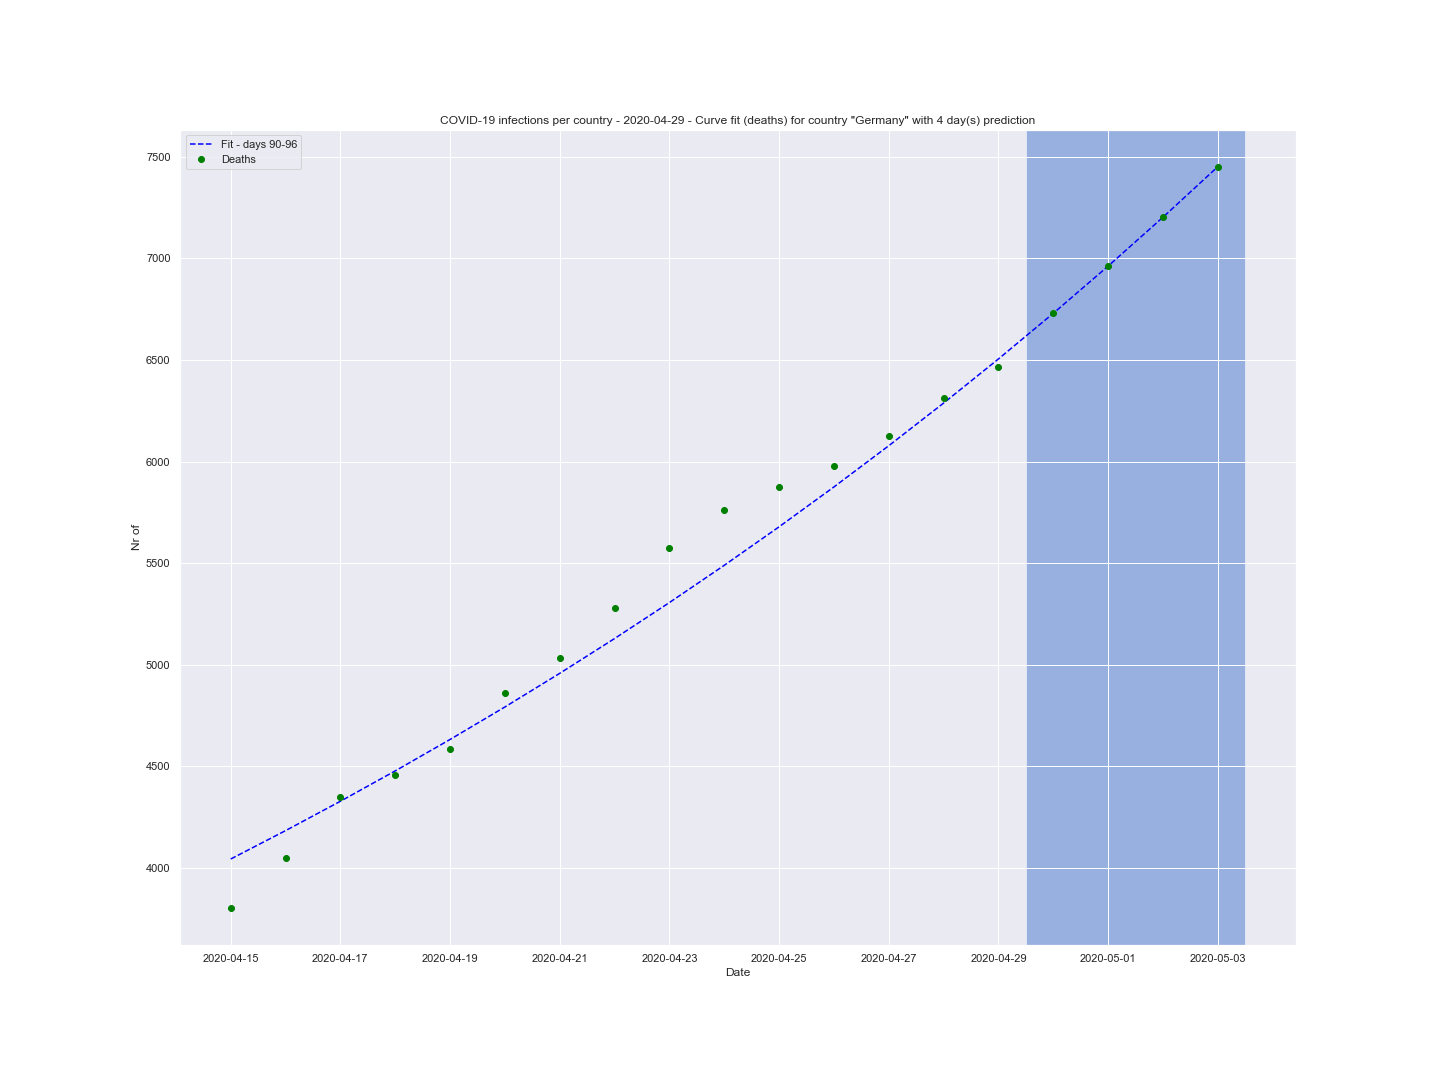 COVID-19 infections per country - 2020-04-29 - Curve fit (deaths) for country "Germany" with 4 day(s) prediction
Fit - days 90-96
Deaths
7500
7000
6500
6000
5500
5000
4500
4000
Nr of
2020-04-15 2020-04-17 2020-04-19 2020-04-21 2020-04-23 2020-04-25 2020-04-27 2020-04-29 2020-05-01 2020-05-03
Date